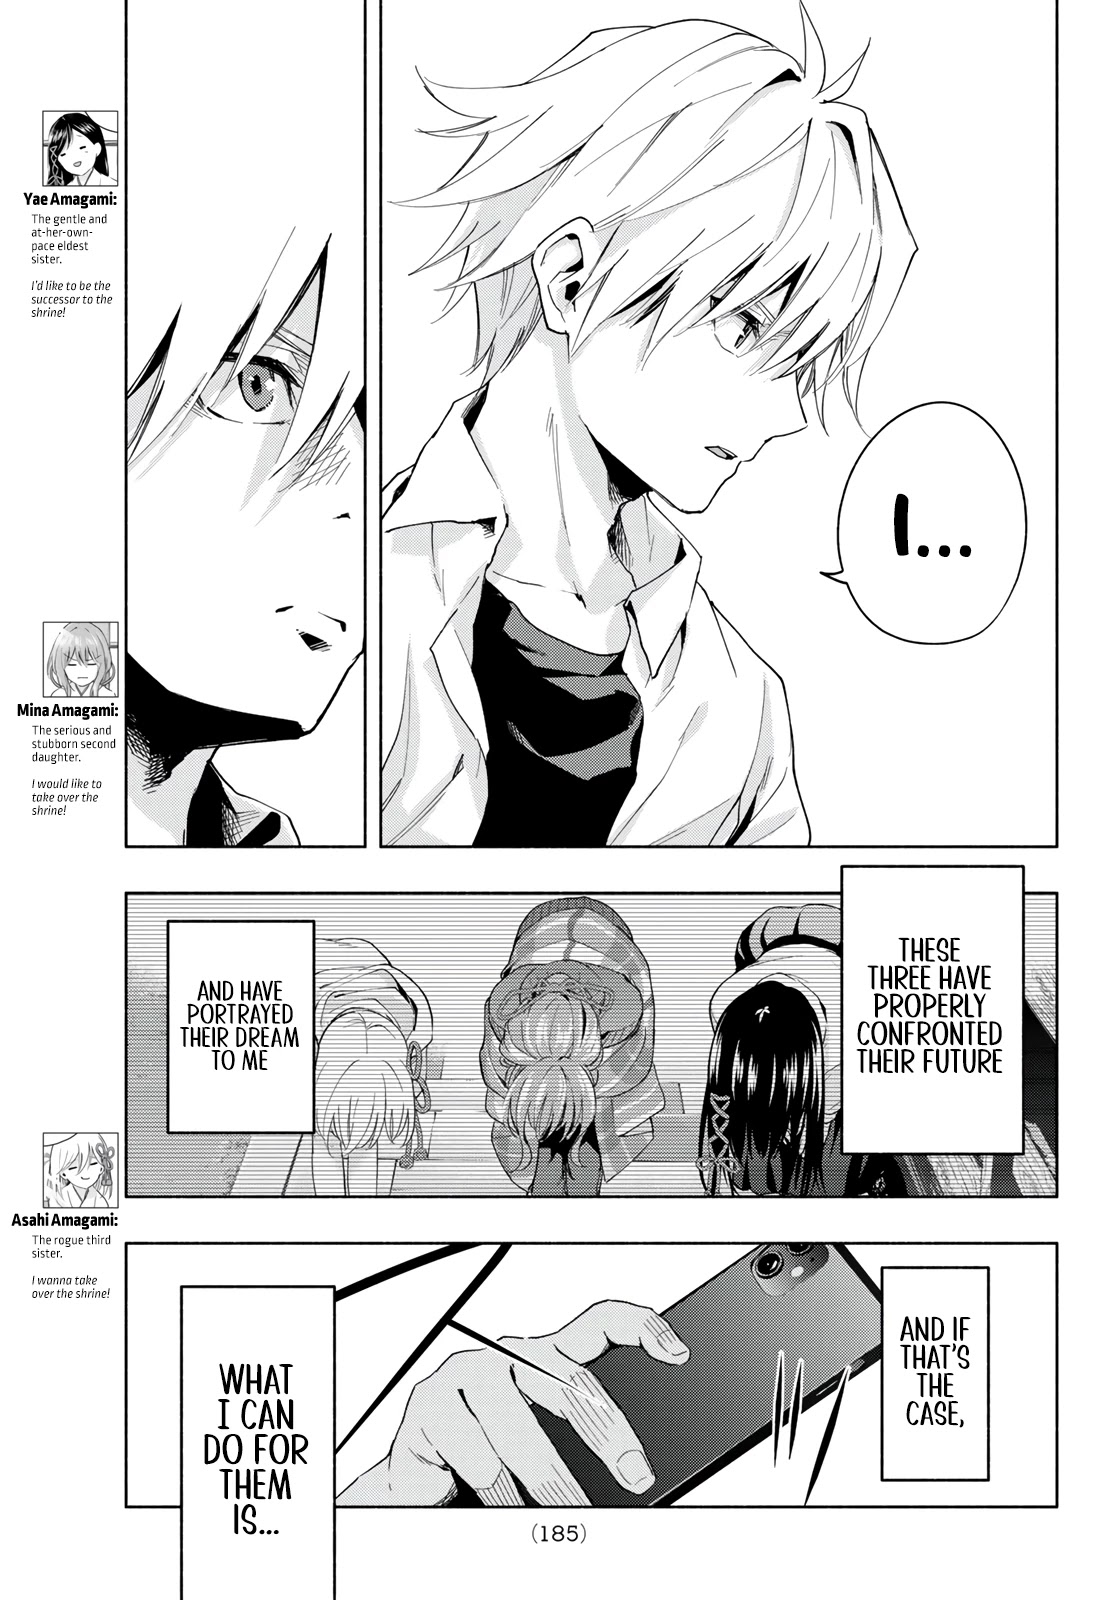 I...
Yae Amagami:
The gentle and
at-her-own-
pace eldest
sister.
I'd like to be the
successor to the
shrine!
Mina Amagami:
The serious and
stubborn second
daughter.
I would like to
take over the
shrine!
THESE
THREE HAVE
PROPERLY
CONFRONTED
THEIR FUTURE
AND HAVE
PORTRAYED
THEIR DREAM
TO ME
Asahi Amagami:
The rogue third
sister.
I wanna take
over the shrine!
AND IF
THAT'S
THE
CASE,
WHAT
I CAN
DO FOR
THEM
IS...
(185)